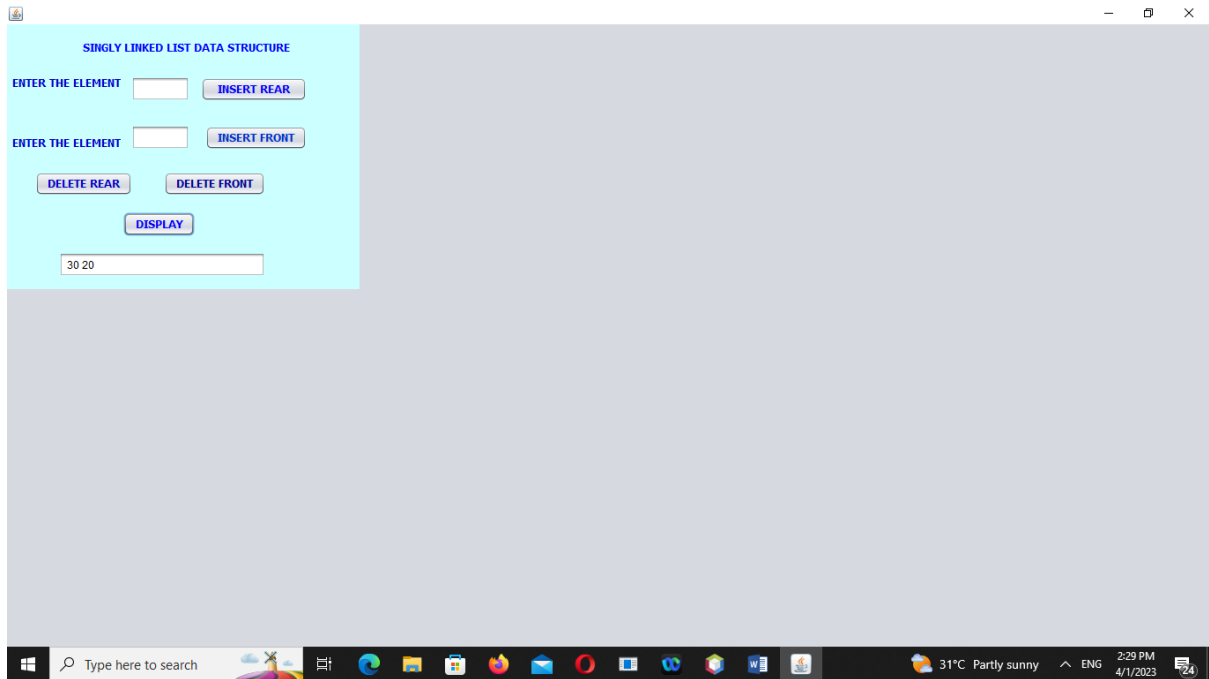 SINGLY LINKED LIST DATA STRUCTURE
ENTER THE ELEMENT INSERT REAR
ENTER THE ELEMENT INSERT FRONT
DELETE REAR DELETE FRONT
DISPLAY
30 20
Type here to search 31°C Partly sunny ENG 2:29 PM
4/1/2023 24